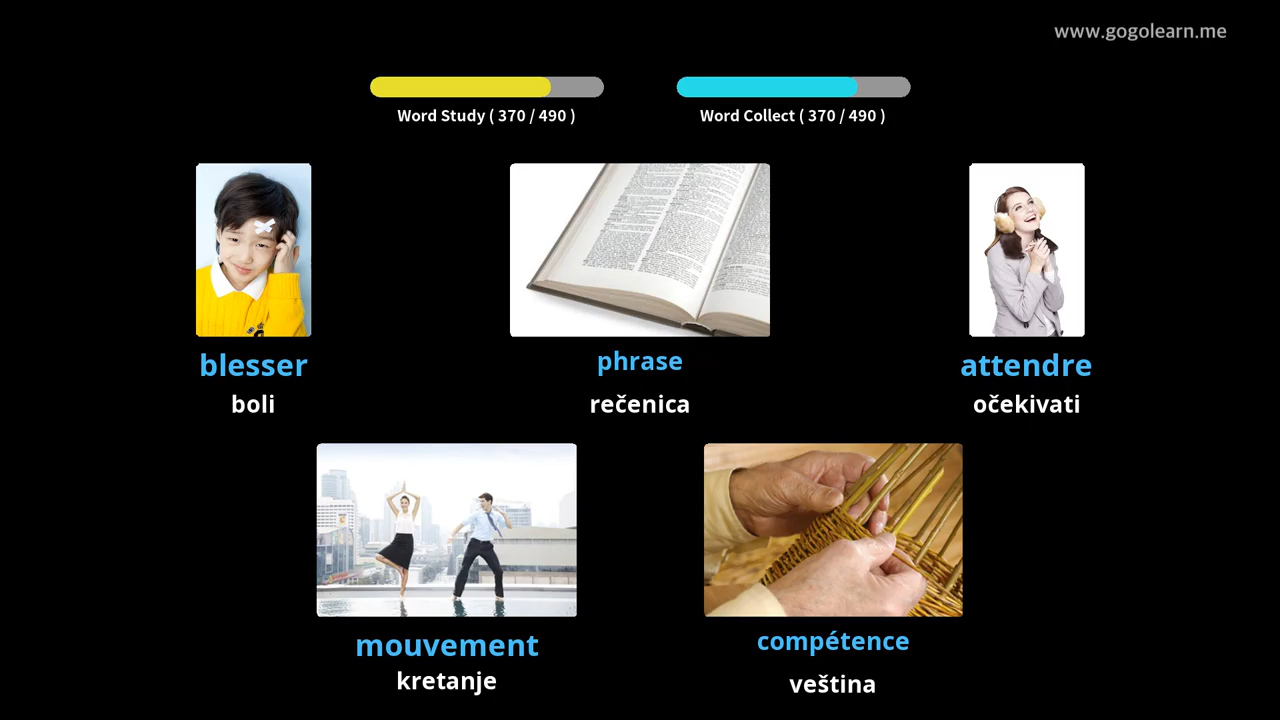 www.gogolearn.me
Word Study ( 370 / 490 )
Word Collect ( 370 / 490 )
blesser
boli
phrase
rečenica
attendre
očekivati
mouvement
kretanje
compétence
veština